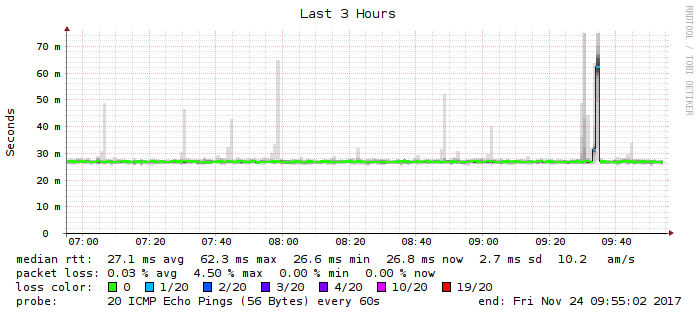 Last 3 Hours
RRDTOOL / TOBI OETIKER
Seconds
70 m
60 m
50 m
40 m
30 m
20 m
10 m
0
07:00 07:20 07:40 08:00 08:20 08:40 09:00 09:20 09:40
median rtt: 27.1 ms avg 62.3 ms max 26.6 ms min 26.8 ms now 2.7 ms sd 10.2 am/s
packet loss: 0.03 % avg 4.50 % max 0.00 % min 0.00 % now
loss color: 0 1/20 2/20 3/20 4/20 10/20 19/20
probe: 20 ICMP Echo Pings (56 Bytes) every 60s end: Fri Nov 24 09:55:02 2017